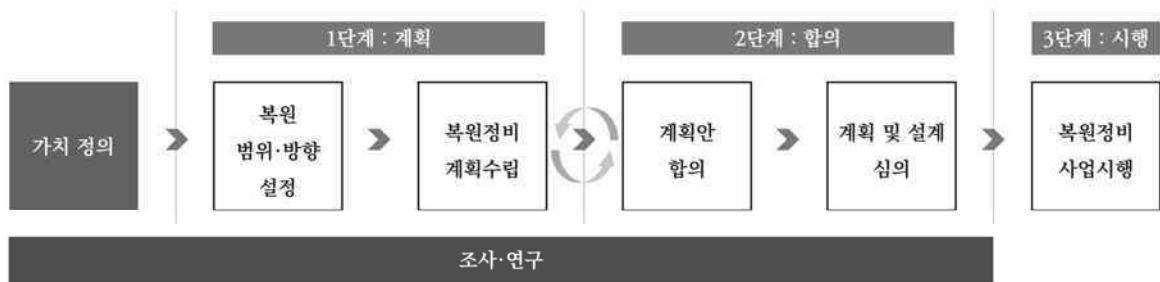 1단계 : 계획
2단계 : 합의
3단계 : 시행
가치 정의
복원
범위·방향
설정
복원정비
계획수립
계획안
합의
계획 및 설계
심의
복원정비
사업시행
조사·연구